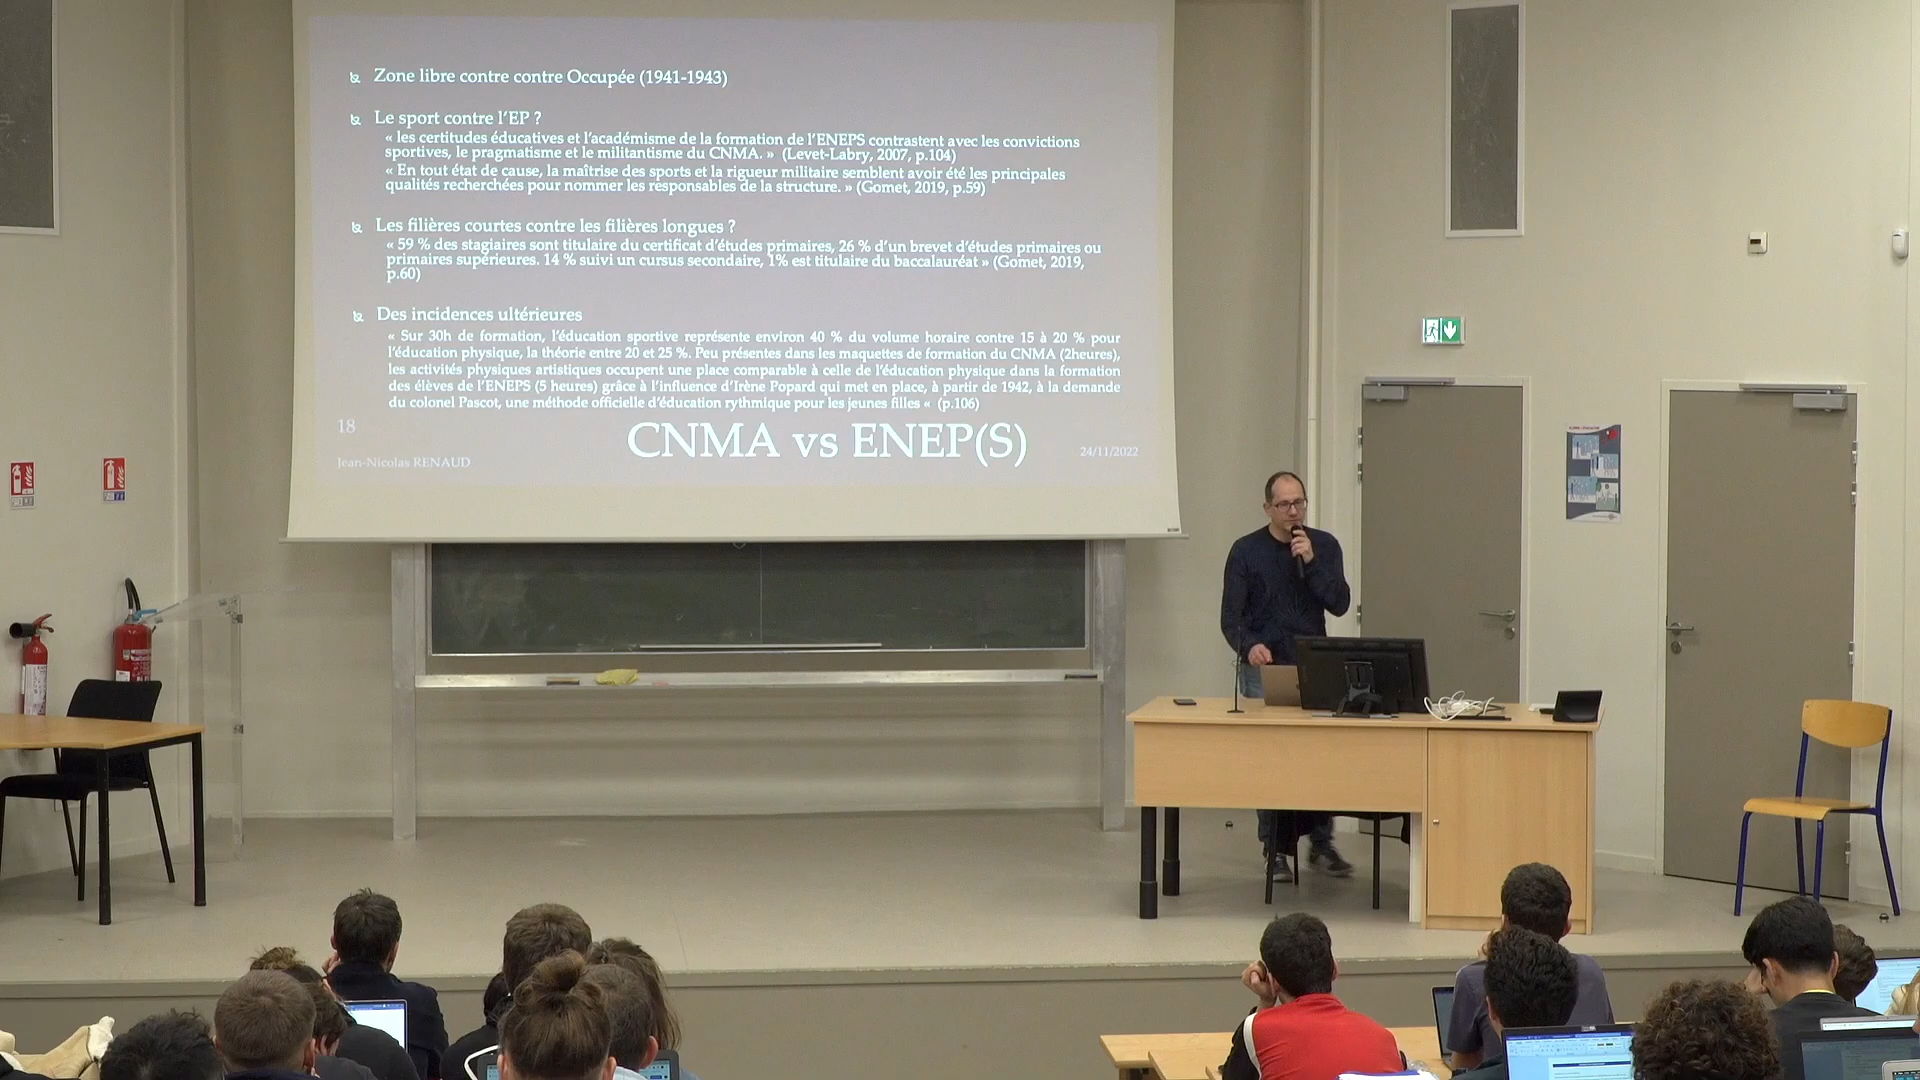 Zone libre contre contre Occupée (1941-1943)
Le sport contre l'EP ?
« les certitudes éducatives et l'académisme de la formation de l'ENEPS contrastent avec les convictions
sportives, le pragmatisme et le militantisme du CNMA. » (Levet-Labry, 2007, p.104)
« En tout état de cause, la maîtrise des sports et la rigueur militaire semblent avoir été les principales
qualités recherchées pour nommer les responsables de la structure. » (Gomet, 2019, p.59)
Les filières courtes contre les filières longues ?
« 59 % des stagiaires sont titulaire du certificat d'études primaires, 26 % d'un brevet d'études primaires ou
primaires supérieures. 14 % suivi un cursus secondaire, 1% est titulaire du baccalauréat » (Gomet, 2019,
p.60)
Des incidences ultérieures
« Sur 30h de formation, l'éducation sportive représente environ 40 % du volume horaire contre 15 à 20 % pour
l'éducation physique, la théorie entre 20 et 25 %. Peu présentes dans les maquettes de formation du CNMA (2heures),
les activités physiques artistiques occupent une place comparable à celle de l'éducation physique dans la formation
des élèves de l'ENEPS (5 heures) grâce à l'influence d'Irène Popard qui met en place, à partir de 1942, à la demande
du colonel Pascot, une méthode officielle d'éducation rythmique pour les jeunes filles « (p.106)
18
CNMA vs ENEP(S)
Jean-Nicolas RENAUD
24/11/2022